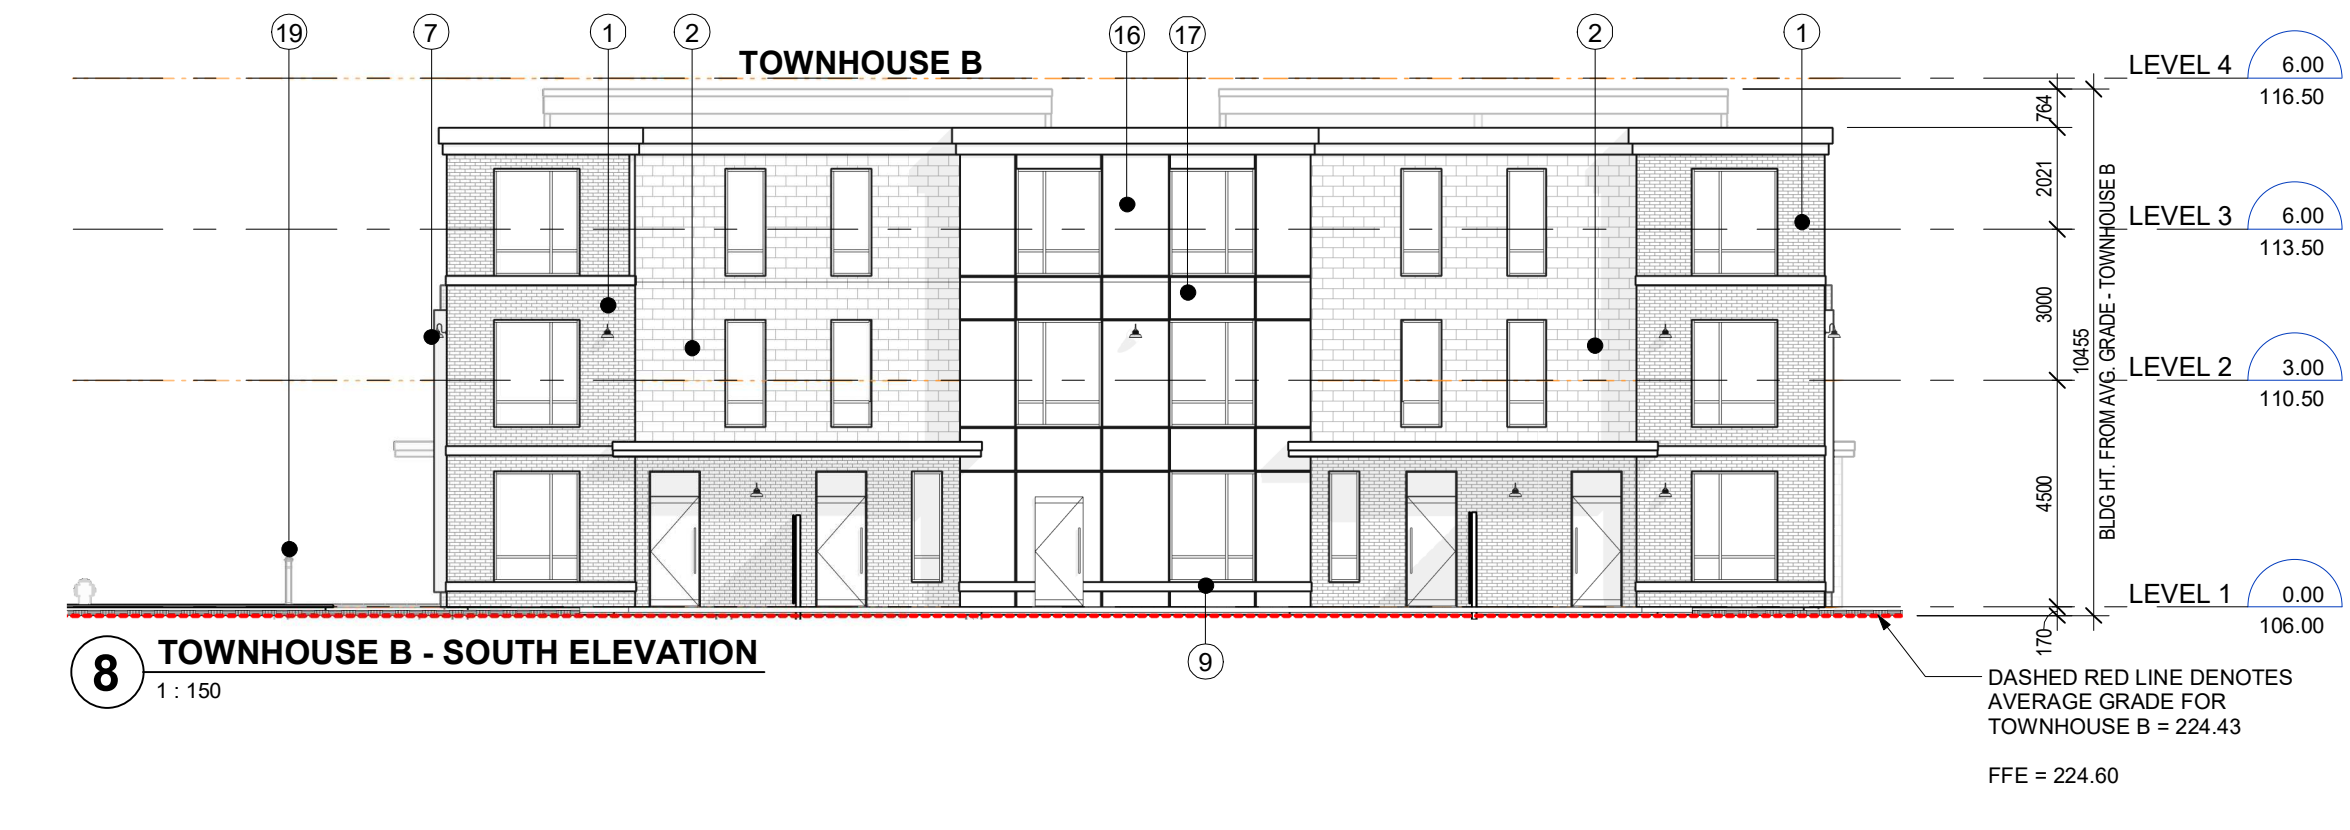 19
7
1
2
16
17
2
1
TOWNHOUSE B
LEVEL 4
6.00
116.50
LEVEL 3
6.00
113.50
LEVEL 2
3.00
110.50
LEVEL 1
0.00
106.00
764
2021
3000
4500
170
10455
BLDG HT. FROM AVG. GRADE - TOWNHOUSE B
9
8
TOWNHOUSE B - SOUTH ELEVATION
1 : 150
DASHED RED LINE DENOTES
AVERAGE GRADE FOR
TOWNHOUSE B = 224.43
FFE = 224.60